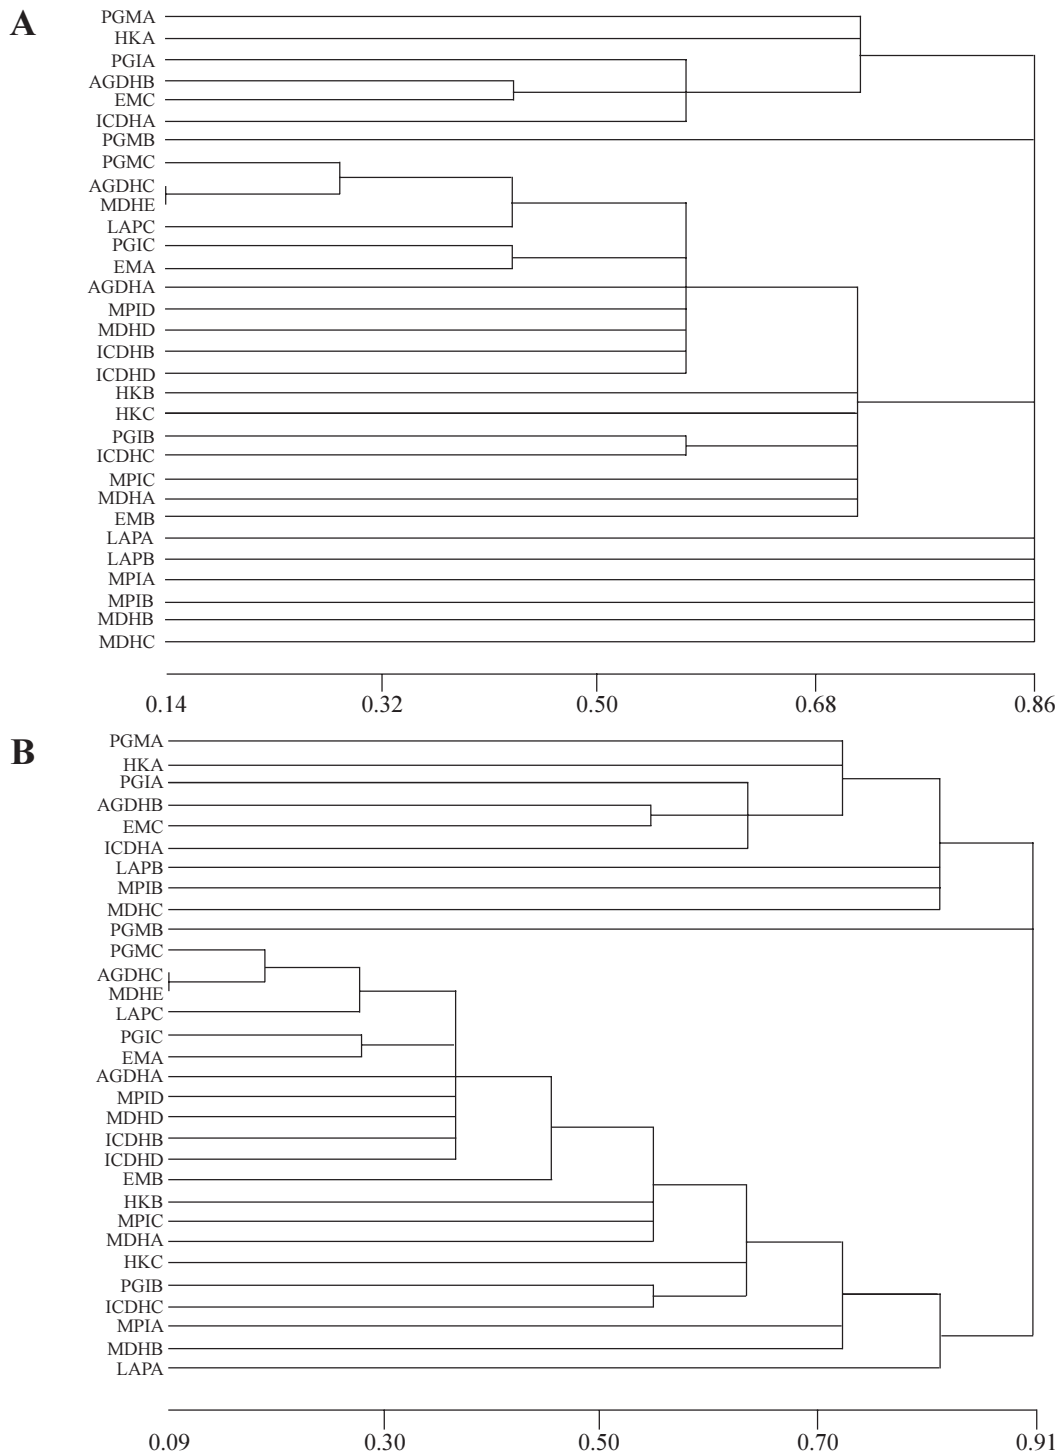 A
PGMA
HKA
PGIA
AGDHB
EMC
ICDHA
PGMB
PGMC
AGDHC
MDHE
LAPC
PGIC
EMA
AGDHA
MPID
MDHD
ICDHB
ICDHD
HKB
HKC
PGIB
ICDHC
MPIC
MDHA
EMB
LAPA
LAPB
MPIA
MPIB
MDHB
MDHC
0.14 0.32 0.50 0.68 0.86
B
PGMA
HKA
PGIA
AGDHB
EMC
ICDHA
LAPB
MPIB
MDHC
PGMB
PGMC
AGDHC
MDHE
LAPC
PGIC
EMA
AGDHA
MPID
MDHD
ICDHB
ICDHD
EMB
HKB
MPIC
MDHA
HKC
PGIB
ICDHC
MPIA
MDHB
LAPA
0.09 0.30 0.50 0.70 0.91